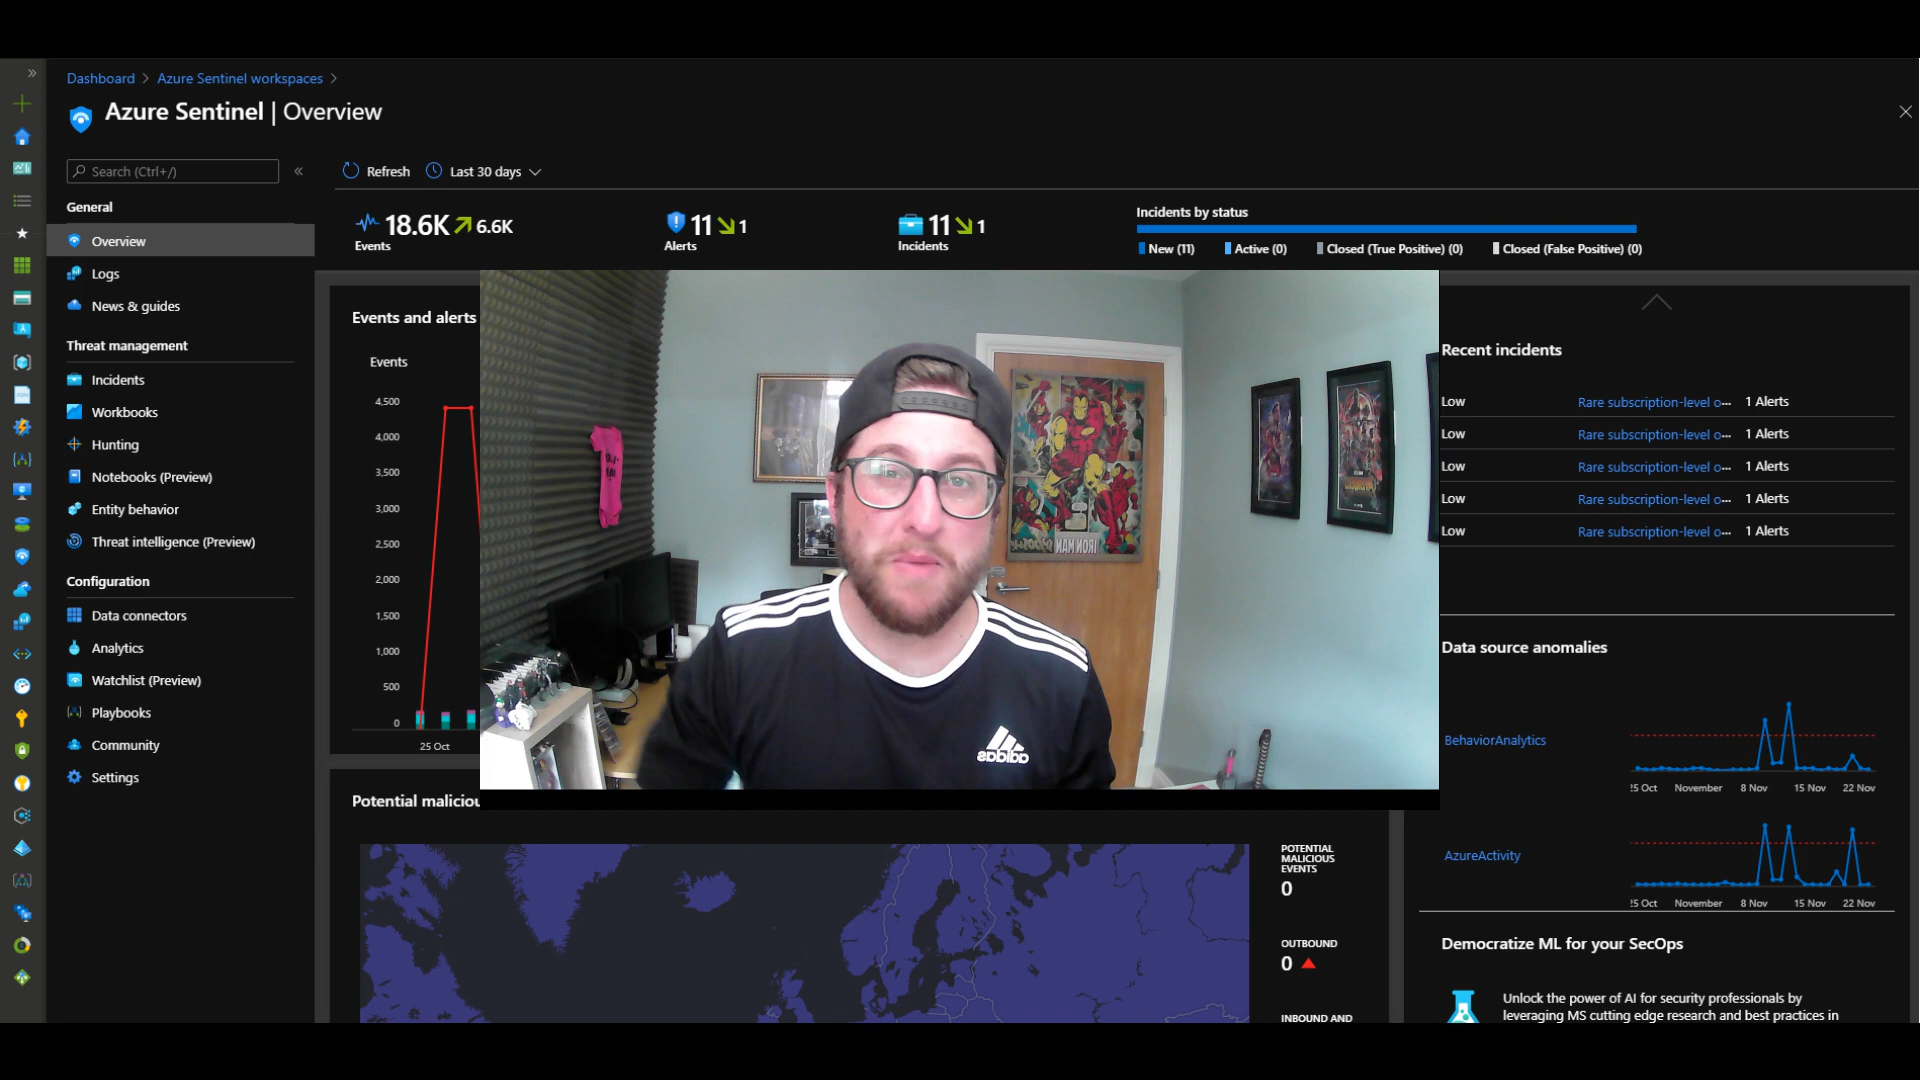 Dashboard > Azure Sentinel workspaces >
Azure Sentinel | Overview
Search (Ctrl+/)
Refresh
Last 30 days
General
Overview
Logs
News & guides
Threat management
Incidents
Workbooks
Hunting
Notebooks (Preview)
Entity behavior
Threat intelligence (Preview)
Configuration
Data connectors
Analytics
Watchlist (Preview)
Playbooks
Community
Settings
18.6K 6.6K
Events
11 1
Alerts
11 1
Incidents
Incidents by status
New (11) Active (0) Closed (True Positive) (0) Closed (False Positive) (0)
Events and alerts
Events
4,500
4,000
3,500
3,000
2,500
2,000
1,500
1,000
500
0
25 Oct
IRON MAN
adidas
Recent incidents
Low Rare subscription-level o... 1 Alerts
Low Rare subscription-level o... 1 Alerts
Low Rare subscription-level o... 1 Alerts
Low Rare subscription-level o... 1 Alerts
Low Rare subscription-level o... 1 Alerts
Data source anomalies
BehaviorAnalytics
25 Oct November 8 Nov 15 Nov 22 Nov
AzureActivity
25 Oct November 8 Nov 15 Nov 22 Nov
Democratize ML for your SecOps
Unlock the power of AI for security professionals by
leveraging MS cutting edge research and best practices in
Potential maliciou
POTENTIAL
MALICIOUS
EVENTS
0
OUTBOUND
0
INBOUND AND